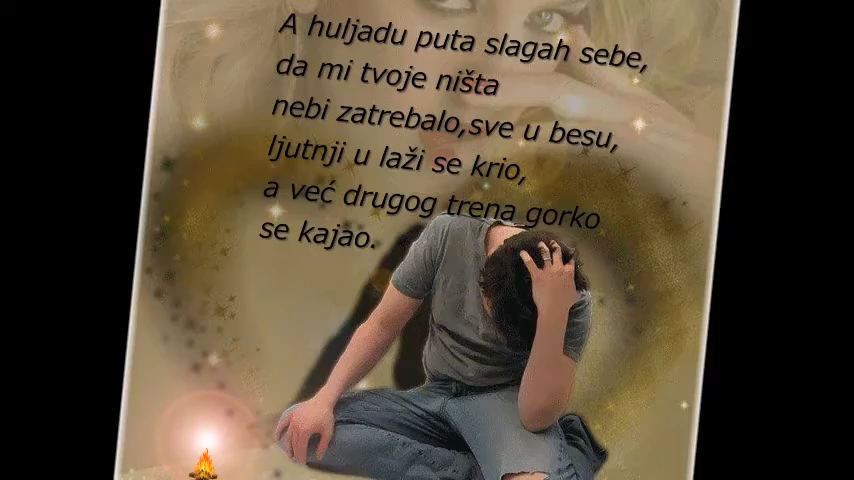 A huljadu puta slagah sebe,
da mi tvoje ništa
nebi zatrebalo,sve u besu,
ljutnji u laži se krio,
a već drugog trena gorko
se kajao.